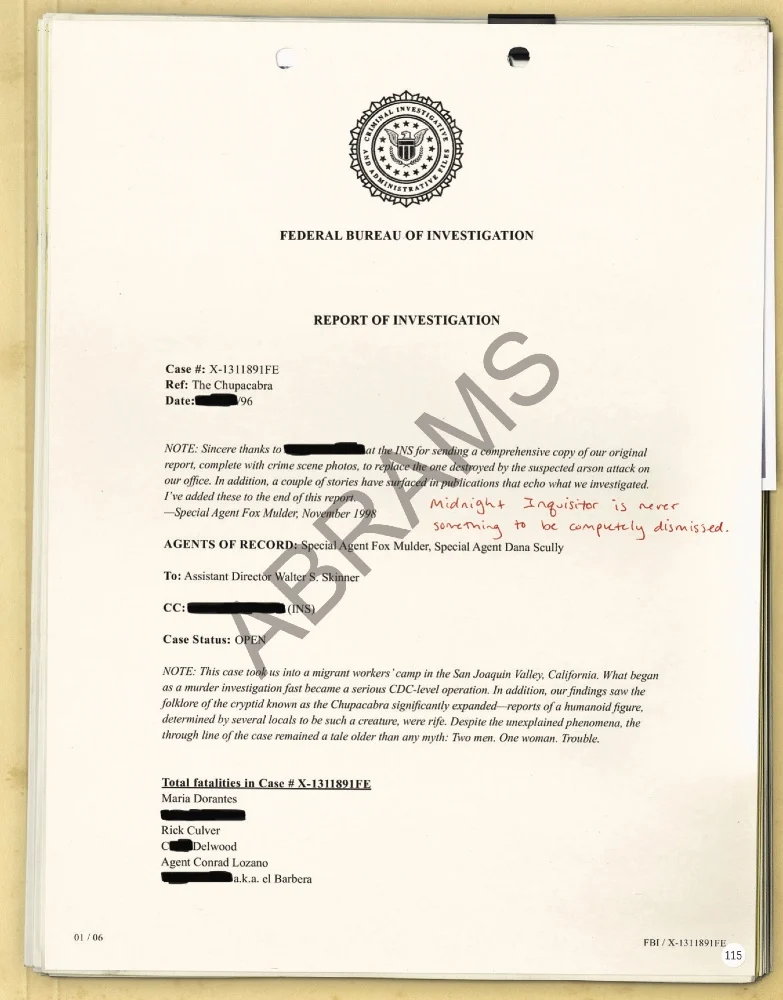 CRIMINAL INVESTIGATIVE
AND ADMINISTRATIVE FILES
FEDERAL BUREAU OF INVESTIGATION
REPORT OF INVESTIGATION
Case #: X-1311891FE
Ref: The Chupacabra
Date: /96
NOTE: Sincere thanks to at the INS for sending a comprehensive copy of our original
report, complete with crime scene photos, to replace the one destroyed by the suspected arson attack on
our office. In addition, a couple of stories have surfaced in publications that echo what we investigated.
I've added these to the end of this report.
—Special Agent Fox Mulder, November 1998
Midnight Inquisitor is never
something to be completely dismissed.
AGENTS OF RECORD: Special Agent Fox Mulder, Special Agent Dana Scully
To: Assistant Director Walter S. Skinner
CC: (INS)
Case Status: OPEN
NOTE: This case took us into a migrant workers' camp in the San Joaquin Valley, California. What began
as a murder investigation fast became a serious CDC-level operation. In addition, our findings saw the
folklore of the cryptid known as the Chupacabra significantly expanded—reports of a humanoid figure,
determined by several locals to be such a creature, were rife. Despite the unexplained phenomena, the
through line of the case remained a tale older than any myth: Two men. One woman. Trouble.
Total fatalities in Case # X-1311891FE
Maria Dorantes
Rick Culver
C Delwood
Agent Conrad Lozano
a.k.a. el Barbera
01 / 06
FBI / X-1311891FE
115
ABRAMS